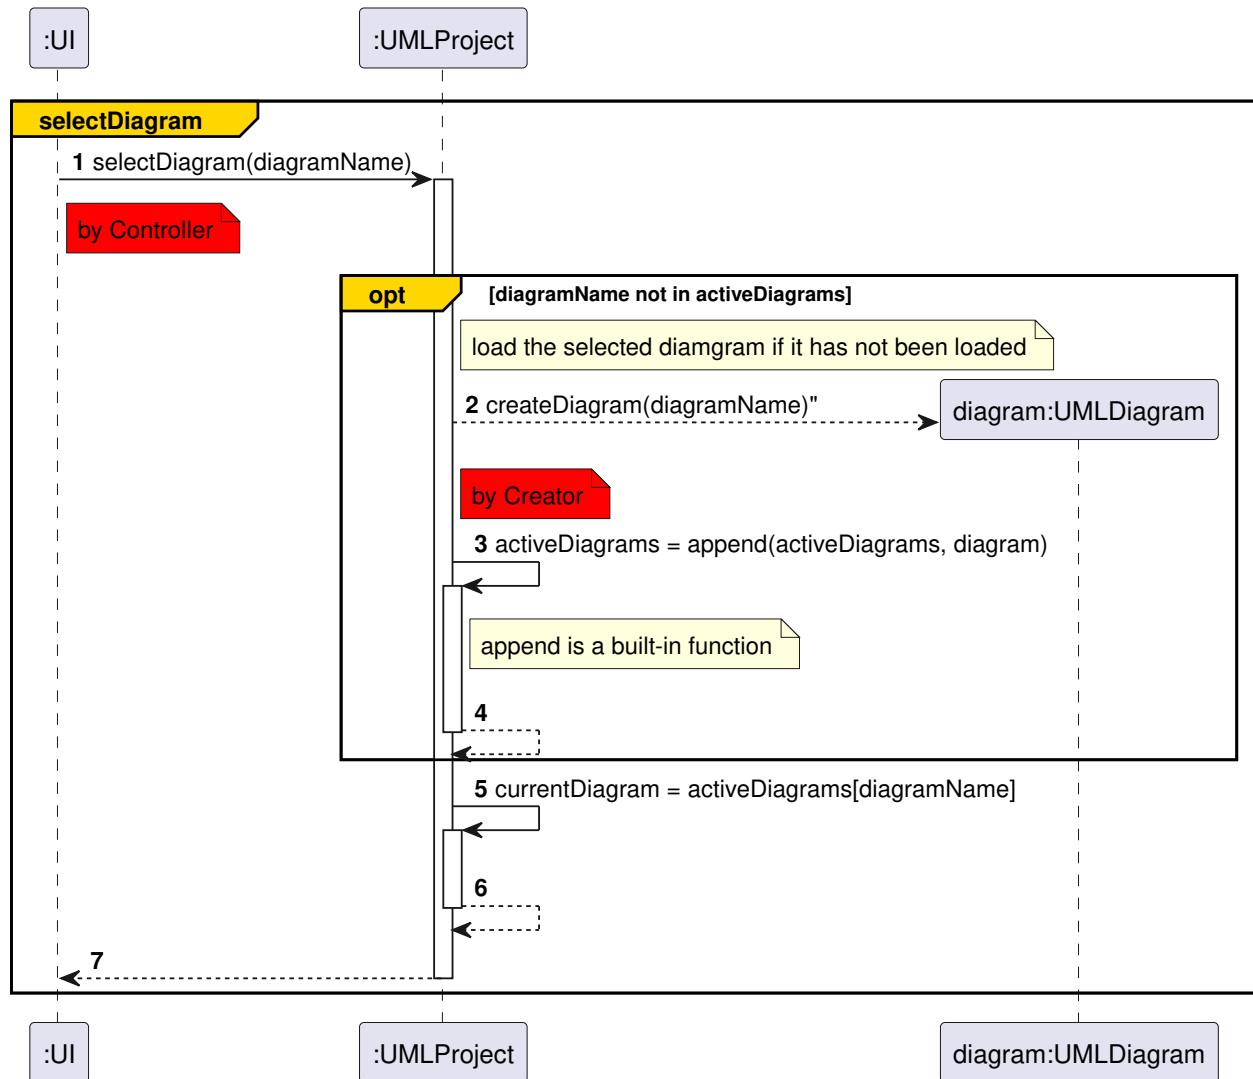 :UI
:UMLProject
selectDiagram
1 selectDiagram(diagramName)
by Controller
opt
[diagramName not in activeDiagrams]
load the selected diamgram if it has not been loaded
2 createDiagram(diagramName)"
diagram:UMLDiagram
by Creator
3 activeDiagrams = append(activeDiagrams, diagram)
append is a built-in function
4
5 currentDiagram = activeDiagrams[diagramName]
6
7
:UI
:UMLProject
diagram:UMLDiagram